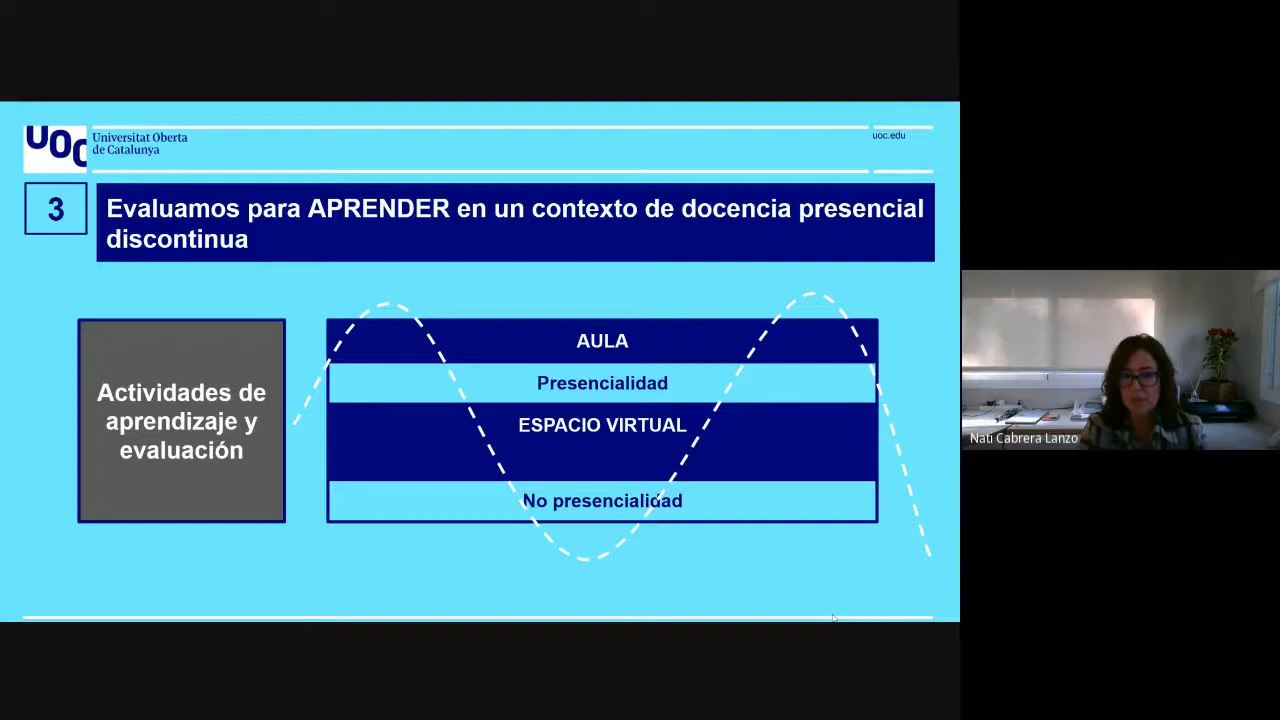 UOC
Universitat Oberta
de Catalunya
uoc.edu
3
Evaluamos para APRENDER en un contexto de docencia presencial
discontinua
Actividades de
aprendizaje y
evaluación
AULA
Presencialidad
ESPACIO VIRTUAL
No presencialidad
Nati Cabrera Lanzo